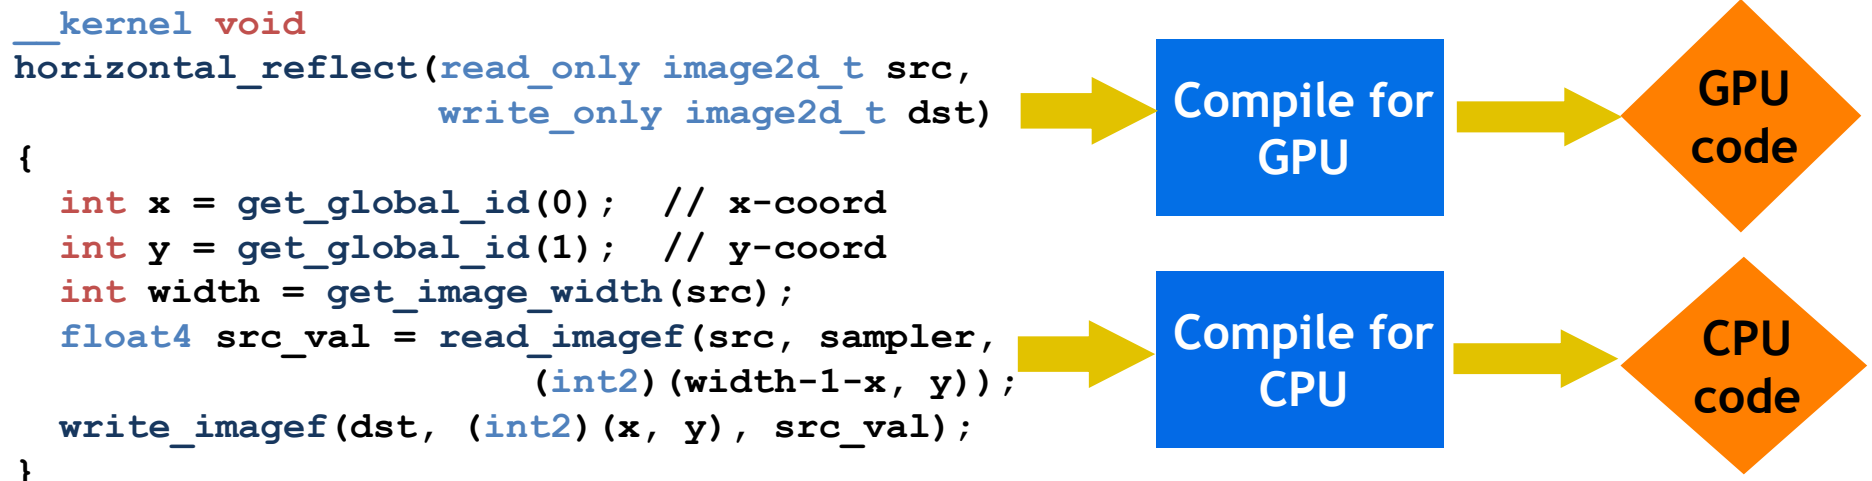 __kernel void
horizontal_reflect(read_only image2d_t src,
                   write_only image2d_t dst)
{
  int x = get_global_id(0);  // x-coord
  int y = get_global_id(1);  // y-coord
  int width = get_image_width(src);
  float4 src_val = read_imagef(src, sampler,
                       (int2)(width-1-x, y));
  write_imagef(dst, (int2)(x, y), src_val);
}
Compile for
GPU
GPU
code
Compile for
CPU
CPU
code